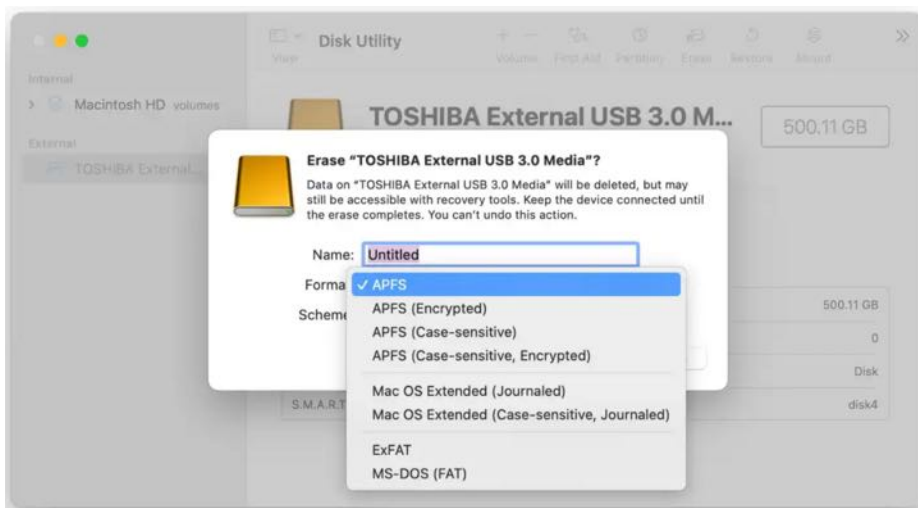 Disk Utility
View
Volume First Aid Partition Erase Restore Mount
Internal
Macintosh HD volumes
External
TOSHIBA External...
TOSHIBA External USB 3.0 M...
500.11 GB
Erase “TOSHIBA External USB 3.0 Media”?
Data on “TOSHIBA External USB 3.0 Media” will be deleted, but may
still be accessible with recovery tools. Keep the device connected until
the erase completes. You can’t undo this action.
Name: Untitled
Forma
Scheme
APFS
APFS (Encrypted)
APFS (Case-sensitive)
APFS (Case-sensitive, Encrypted)
Mac OS Extended (Journaled)
Mac OS Extended (Case-sensitive, Journaled)
ExFAT
MS-DOS (FAT)
500.11 GB
0
Disk
S.M.A.R.T
disk4